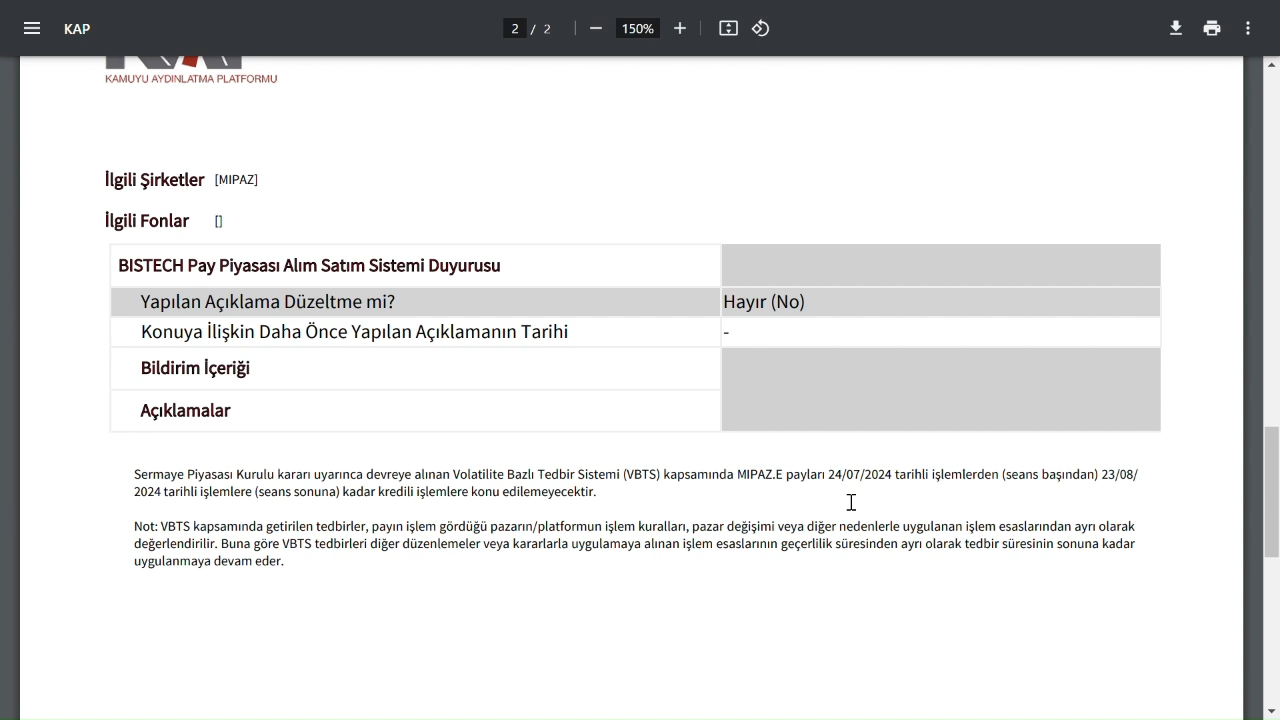 KAP
2 / 2
150%
KAMUYU AYDINLATMA PLATFORMU
İlgili Şirketler [MIPAZ]
İlgili Fonlar []
BISTECH Pay Piyasası Alım Satım Sistemi Duyurusu
Yapılan Açıklama Düzeltme mi? Hayır (No)
Konuya İlişkin Daha Önce Yapılan Açıklamanın Tarihi -
Bildirim İçeriği
Açıklamalar
Sermaye Piyasası Kurulu kararı uyarınca devreye alınan Volatilite Bazlı Tedbir Sistemi (VBTS) kapsamında MIPAZ.E payları 24/07/2024 tarihli işlemlerden (seans başından) 23/08/
2024 tarihli işlemlere (seans sonuna) kadar kredili işlemlere konu edilemeyecektir.
Not: VBTS kapsamında getirilen tedbirler, payın işlem gördüğü pazarın/platformun işlem kuralları, pazar değişimi veya diğer nedenlerle uygulanan işlem esaslarından ayrı olarak
değerlendirilir. Buna göre VBTS tedbirleri diğer düzenlemeler veya kararlarla uygulamaya alınan işlem esaslarının geçerlilik süresinden ayrı olarak tedbir süresinin sonuna kadar
uygulanmaya devam eder.